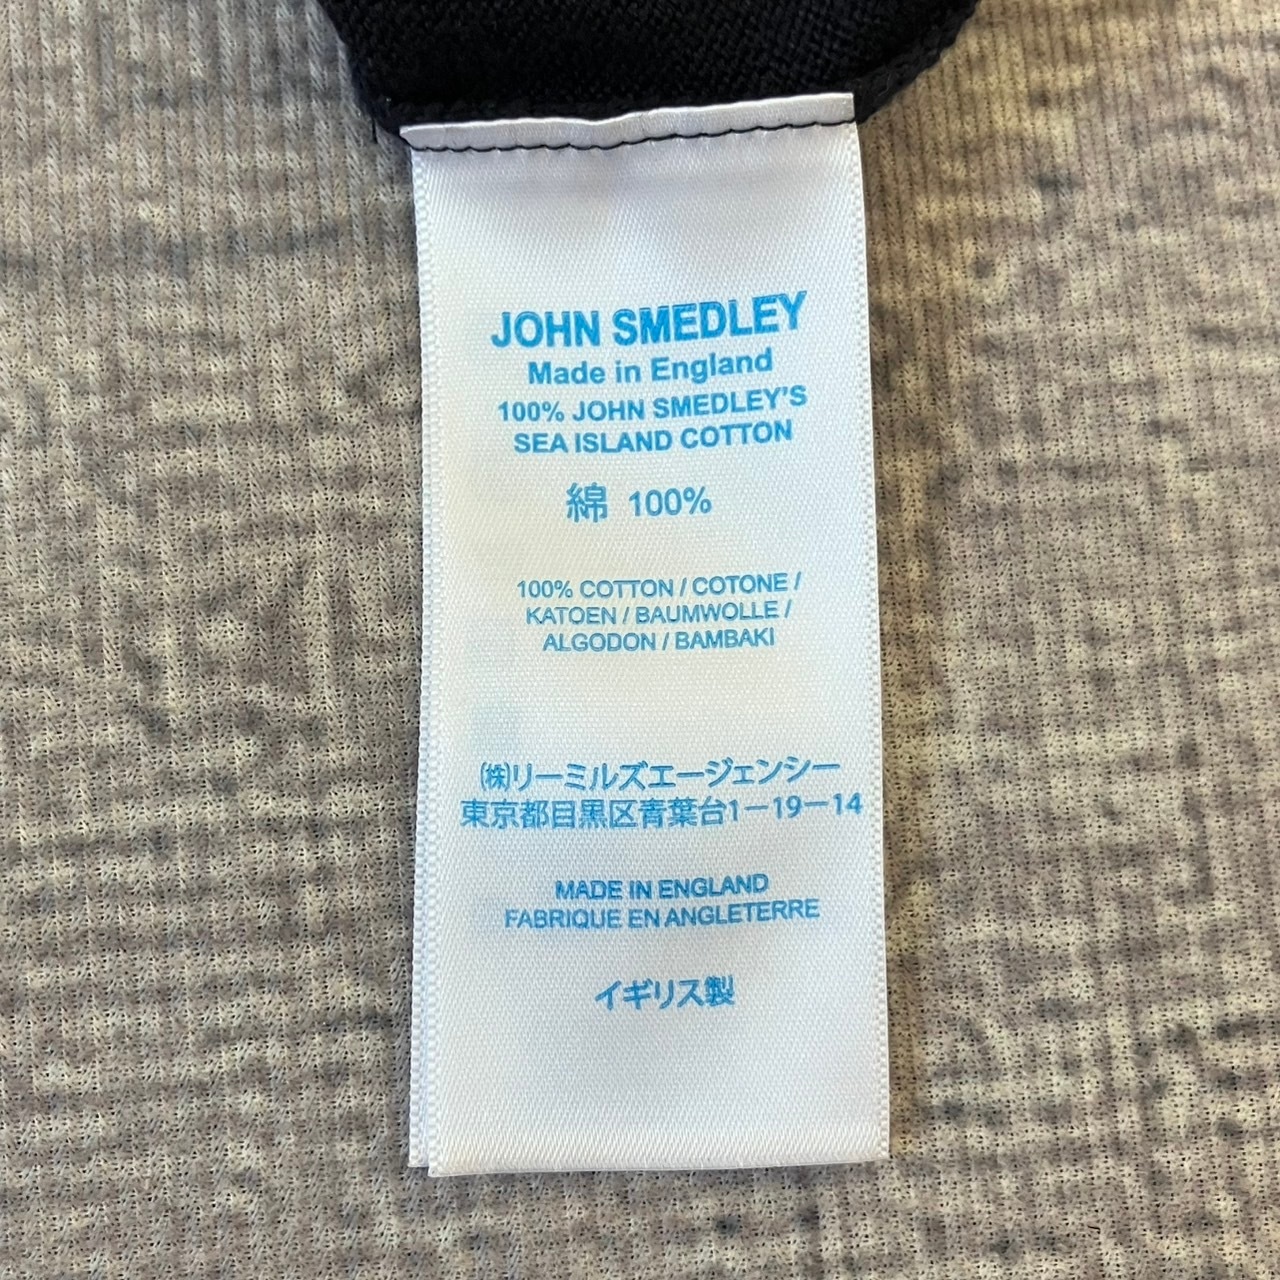 JOHN SMEDLEY
Made in England
100% JOHN SMEDLEY'S
SEA ISLAND COTTON
綿 100%
100% COTTON / COTONE /
KATOEN / BAUMWOLLE /
ALGODON / BAMBAKI
㈱リーミルズエージェンシー
東京都目黒区青葉台1－19－14
MADE IN ENGLAND
FABRIQUE EN ANGLETERRE
イギリス製